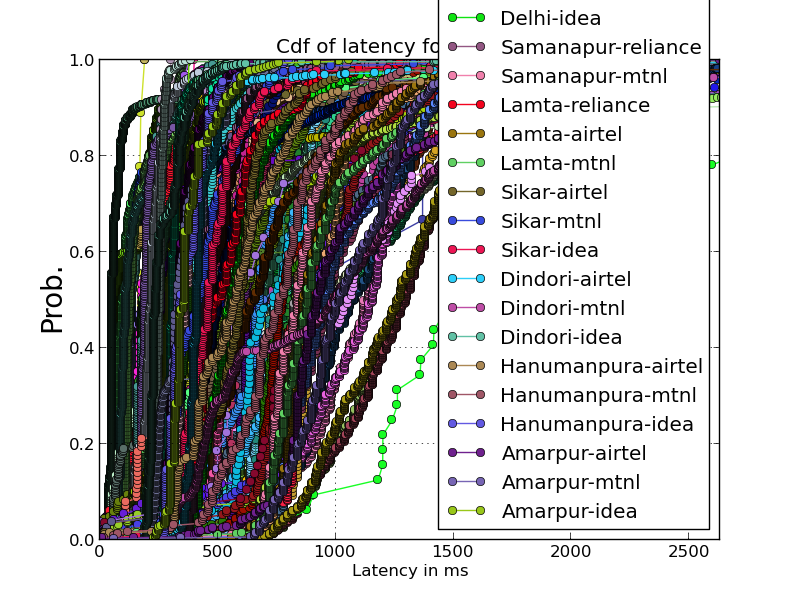 Delhi-idea
Cdf of latency fo
Samanapur-reliance
Samanapur-mtnl
Lamta-reliance
Lamta-airtel
Lamta-mtnl
Sikar-airtel
Sikar-mtnl
Sikar-idea
Dindori-airtel
Dindori-mtnl
Dindori-idea
Hanumanpura-airtel
Hanumanpura-mtnl
Hanumanpura-idea
Amarpur-airtel
Amarpur-mtnl
Amarpur-idea
Prob.
1.0
0.8
0.6
0.4
0.2
0.0
0 500 1000 1500 2000 2500
Latency in ms